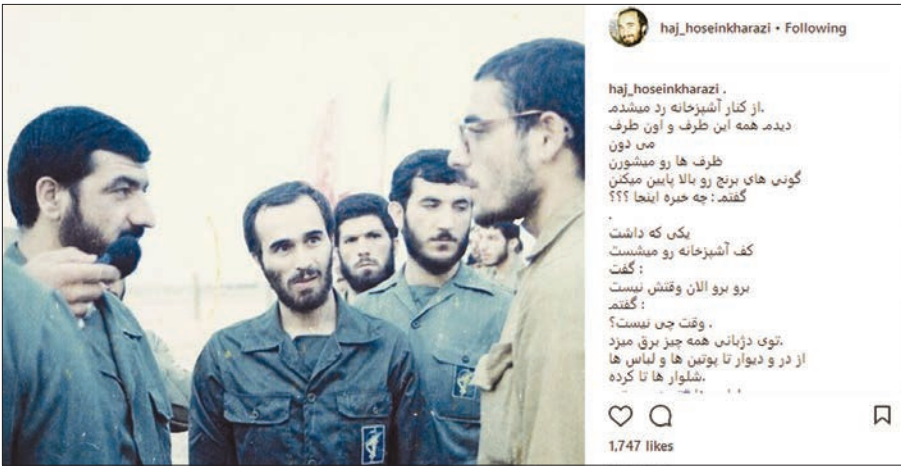 haj_hoseinkharazi • Following
haj_hoseinkharazi .
.از کنار آشپزخانه رد میشدم
دیدم همه این طرف و اون طرف
می دون
ظرف ها رو میشورن
گونی های برنج رو بالا پایین میکنن
گفتم : چه خبره اینجا ؟؟؟
.
یکی که داشت
کف آشپزخانه رو میشست
: گفت
برو برو الان وقتش نیست
: گفتم
. وقت چی نیست؟
.توی دژبانی همه چیز برق میزد
از در و دیوار تا پوتین ها و لباس ها
.شلوار ها تا کرده
1,747 likes